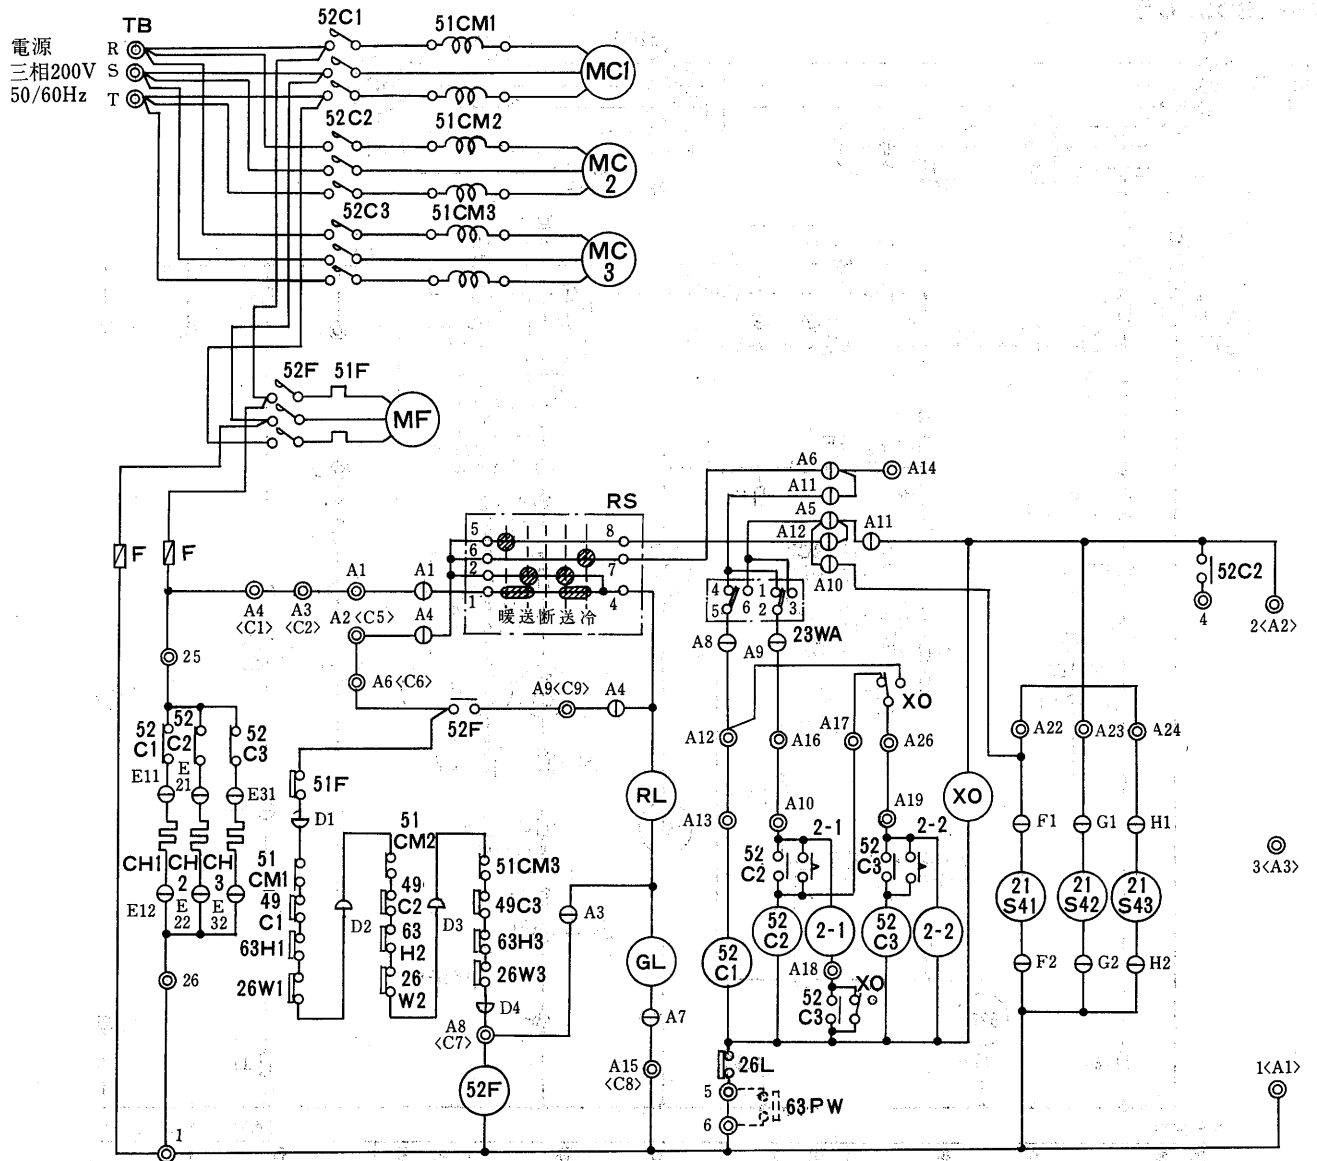 TB
電源
三相200V
50/60Hz
R
S
T
52C1
51CM1
MC1
52C2
51CM2
MC
2
52C3
51CM3
MC
3
52F
51F
MF
F
F
RS
5
6
2
1
8
7
4
暖送断送冷
A6
A14
A11
A5
A12
A11
A10
A1
A1
A4
<C1>
A3
<C2>
A2<C5>
A4
4
5
6
1
2
3
23WA
A8
A9
52C2
4
2<A2>
25
A6<C6>
A9<C9>
A4
52F
XO
A12
A16
A17
A26
A22
A23
A24
52
C1
52
C2
52
C3
E11
E
21
E31
51F
D1
RL
A13
A10
A19
XO
F1
G1
H1
51
CM2
2-1
2-2
52
C2
52
C3
3<A3>
CH1
CH
2
CH
3
E12
E
22
E
32
51
CM1
49
C1
63H1
26W1
D2
49
C2
63
H2
26
W2
D3
51CM3
49C3
63H3
26W3
D4
A3
GL
21
S41
21
S42
21
S43
52
C1
52
C2
2-1
52
C3
2-2
A18
F2
G2
H2
26
52
C3
XO
A7
A8
<C7>
A15
<C8>
52F
26L
5
6
63PW
1<A1>
1